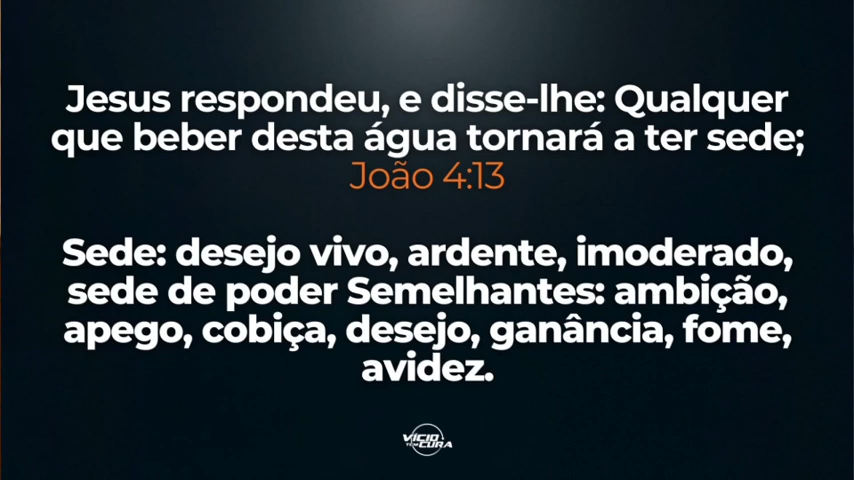 Jesus respondeu, e disse-lhe: Qualquer
que beber desta água tornará a ter sede;
João 4:13
Sede: desejo vivo, ardente, imoderado,
sede de poder Semelhantes: ambição,
apego, cobiça, desejo, ganância, fome,
avidez.
VÍCIO
TEM CURA